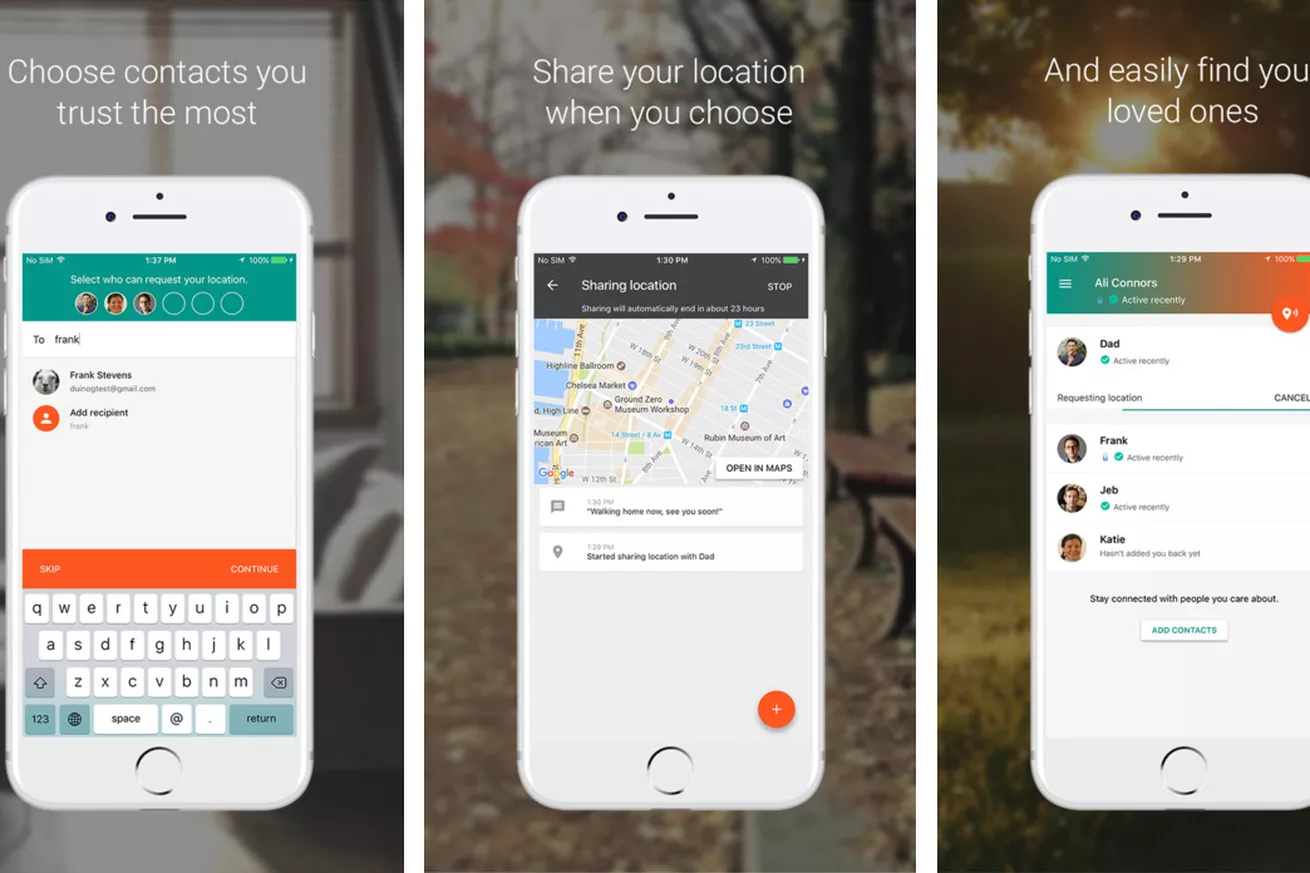 Choose contacts you
trust the most
No SIM
1:37 PM
100%
Select who can request your location.
To frank
Frank Stevens
duinogtest@gmail.com
Add recipient
frank
SKIP
CONTINUE
q w e r t y u i o p
a s d f g h j k l
z x c v b n m
123
space
@
.
return
Share your location
when you choose
No SIM
1:30 PM
100%
Sharing location
STOP
Sharing will automatically end in about 23 hours
11th Ave
9th Av
23 Street
23rd Street
W 18th St
W 20th St
W 19th St
7th Ave
Highline Ballroom
Chelsea Market
Ground Zero
Museum Workshop
d, High Line
18 St
Museum
rican Art
14 Street / 8 Av
W 14th St
Rubin Museum of Art
8th Ave
W 12th St
Google
OPEN IN MAPS
1:30 PM
"Walking home now, see you soon!"
1:29 PM
Started sharing location with Dad
+
And easily find you
loved ones
No SIM
1:29 PM
100%
Ali Connors
Active recently
Dad
Active recently
Requesting location
CANCEL
Frank
Active recently
Jeb
Active recently
Katie
Hasn't added you back yet
Stay connected with people you care about.
ADD CONTACTS